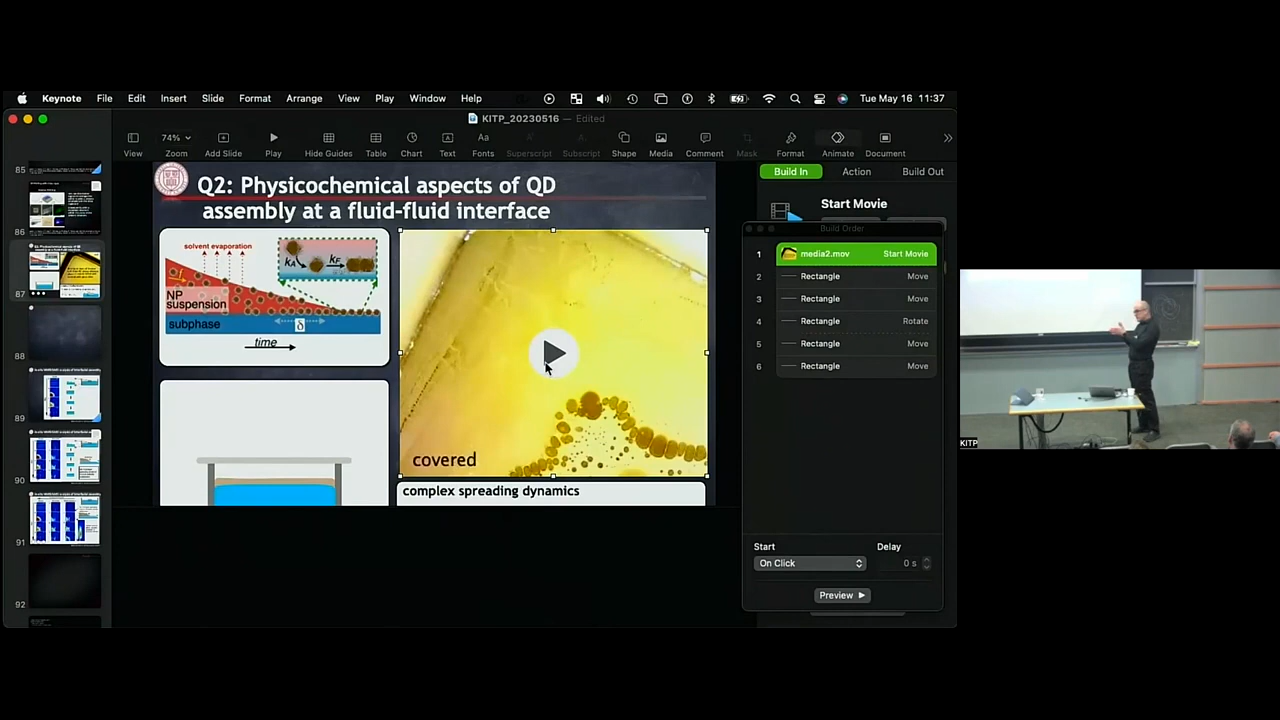 Keynote File Edit Insert Slide Format Arrange View Play Window Help
Tue May 16 11:37
KITP_20230516 — Edited
74%
View Zoom Add Slide Play Hide Guides Table Chart Text Fonts Superscript Subscript Shape Media Comment Mask Format Animate Document
85
86
87
88
89
90
91
92
Q2: Physicochemical aspects of QD
assembly at a fluid-fluid interface
solvent evaporation
kA
kF
NP
suspension
subphase
δ
time
covered
complex spreading dynamics
Build In Action Build Out
Start Movie
Build Order
1 media2.mov Start Movie
2 Rectangle Move
3 Rectangle Move
4 Rectangle Rotate
5 Rectangle Move
6 Rectangle Move
Start Delay
On Click 0 s
Preview
KITP